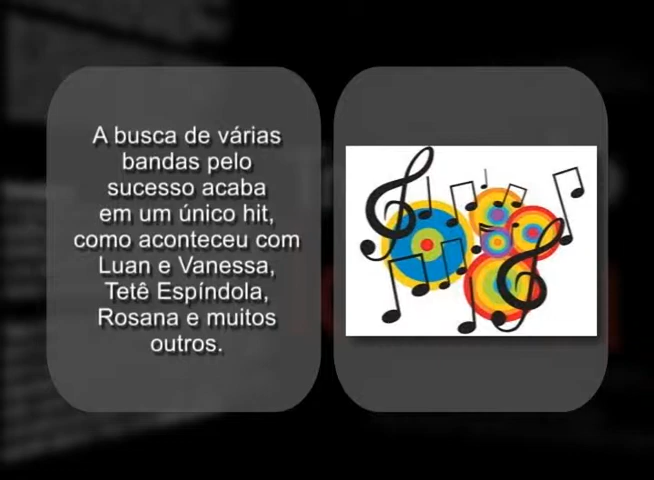 A busca de várias
bandas pelo
sucesso acaba
em um único hit,
como aconteceu com
Luan e Vanessa,
Tetê Espíndola,
Rosana e muitos
outros.